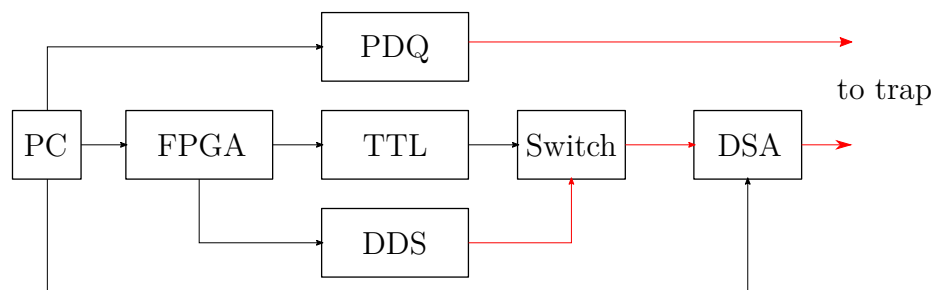 PDQ
to trap
PC
FPGA
TTL
Switch
DSA
DDS